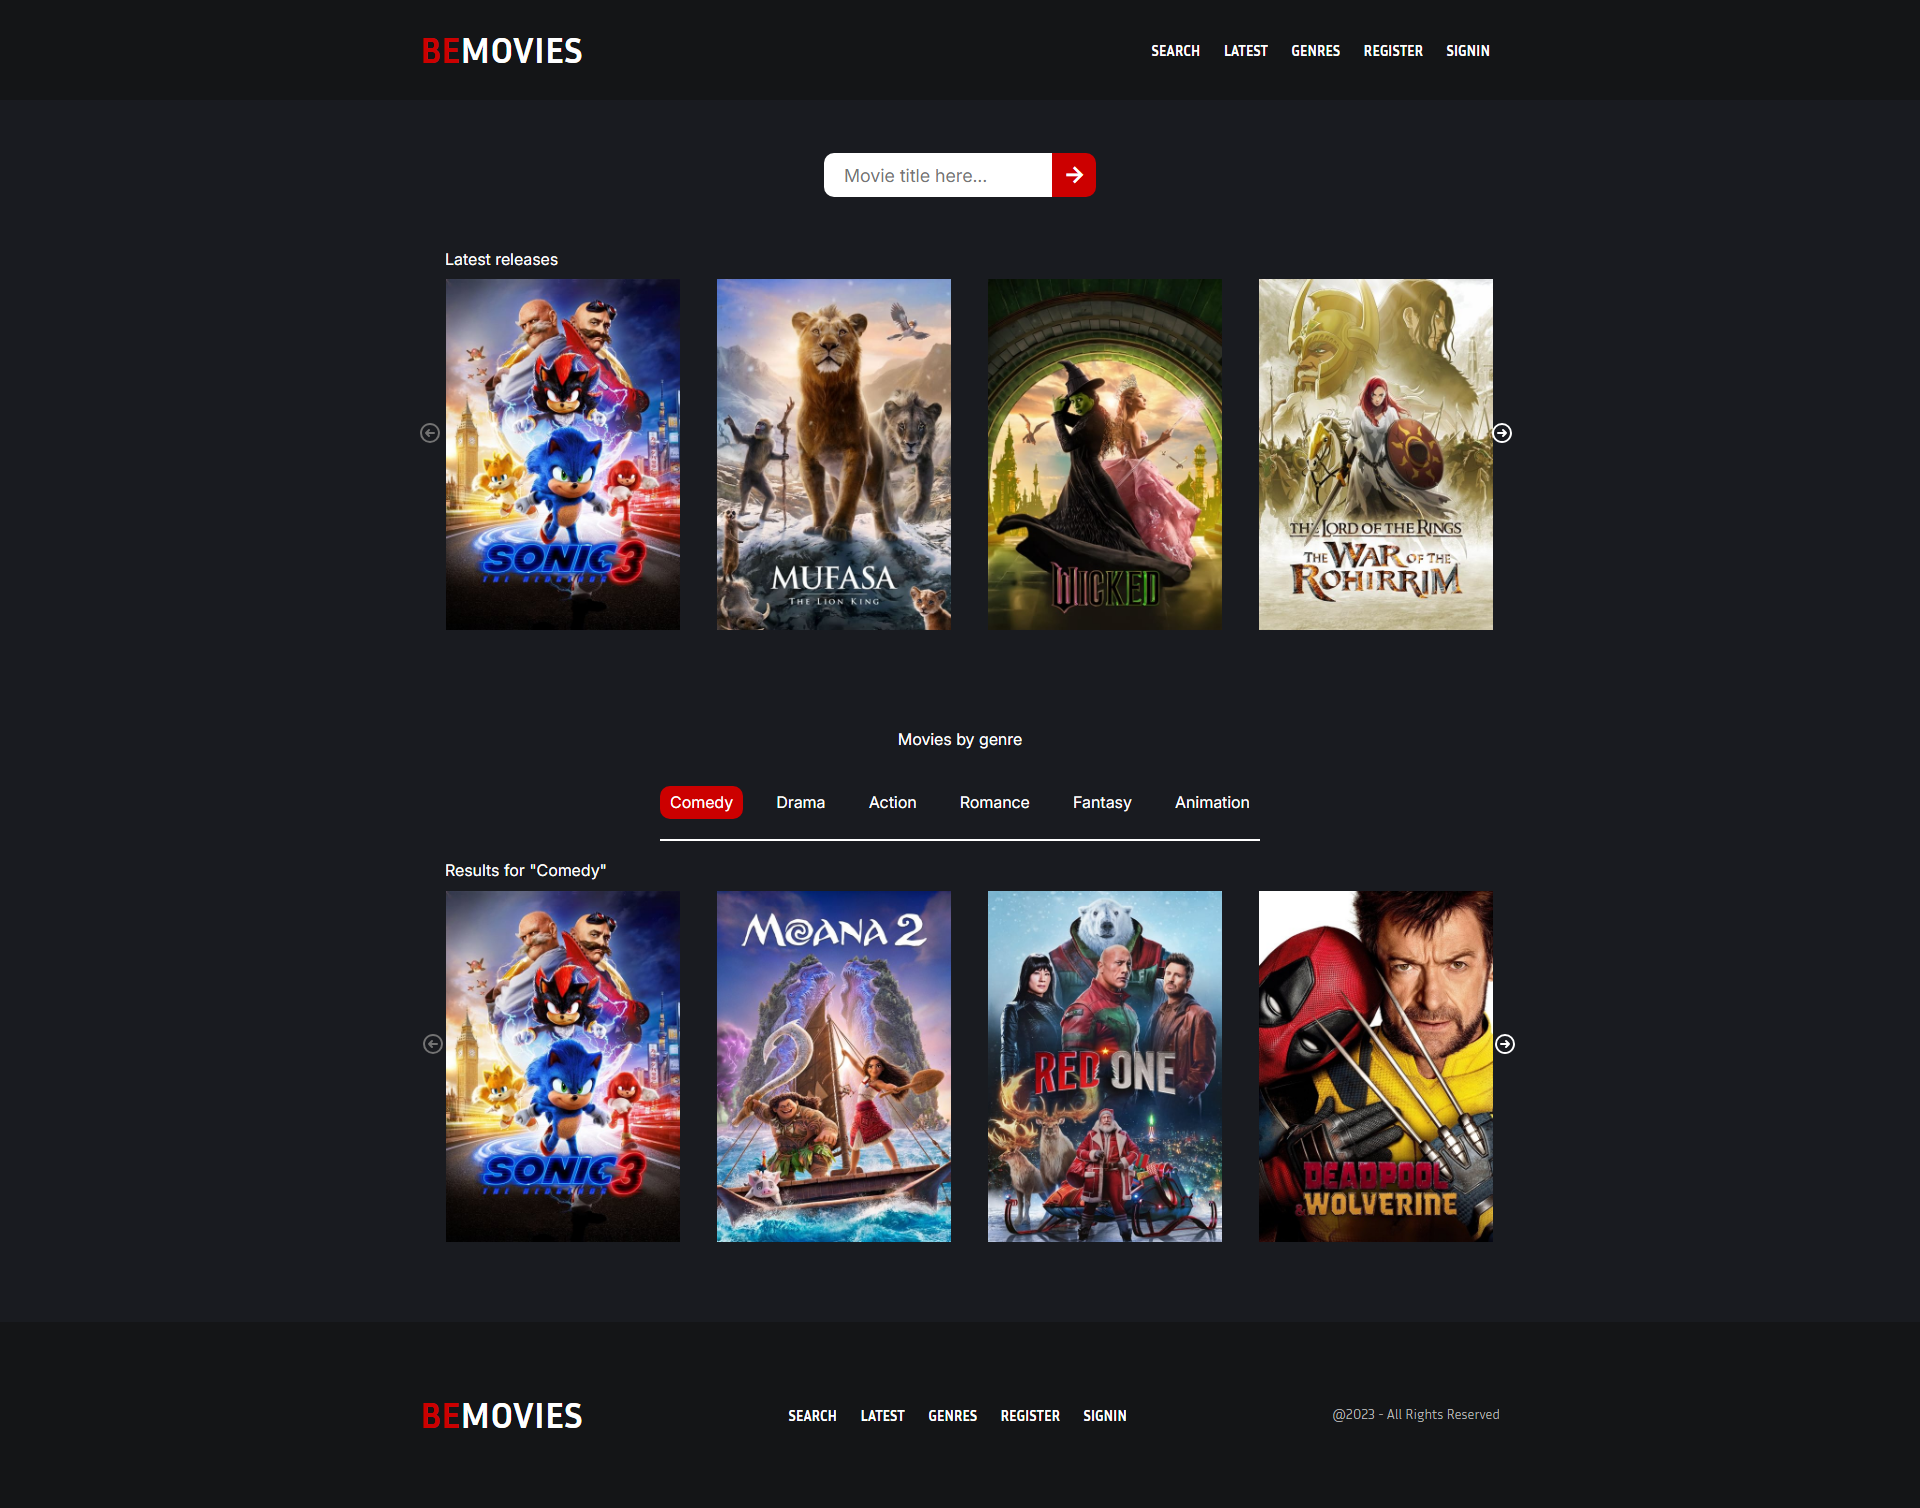 BEMOVIES
SEARCH LATEST GENRES REGISTER SIGNIN
Movie title here...
Latest releases
SONIC 3
THE HEDGEHOG
MUFASA
THE LION KING
WICKED
THE LORD OF THE RINGS
THE WAR OF THE
ROHIRRIM
Movies by genre
Comedy Drama Action Romance Fantasy Animation
Results for "Comedy"
SONIC 3
THE HEDGEHOG
MOANA 2
RED ONE
DEADPOOL
& WOLVERINE
BEMOVIES
SEARCH LATEST GENRES REGISTER SIGNIN
@2023 - All Rights Reserved